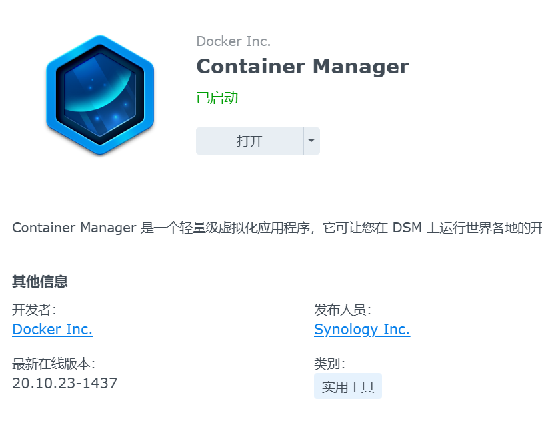 Docker Inc.
Container Manager
已启动
打开
Container Manager 是一个轻量级虚拟化应用程序，它可让您在 DSM 上运行世界各地的开
其他信息
开发者：
发布人员：
Docker Inc.
Synology Inc.
最新在线版本：
类别：
20.10.23-1437
实用工具